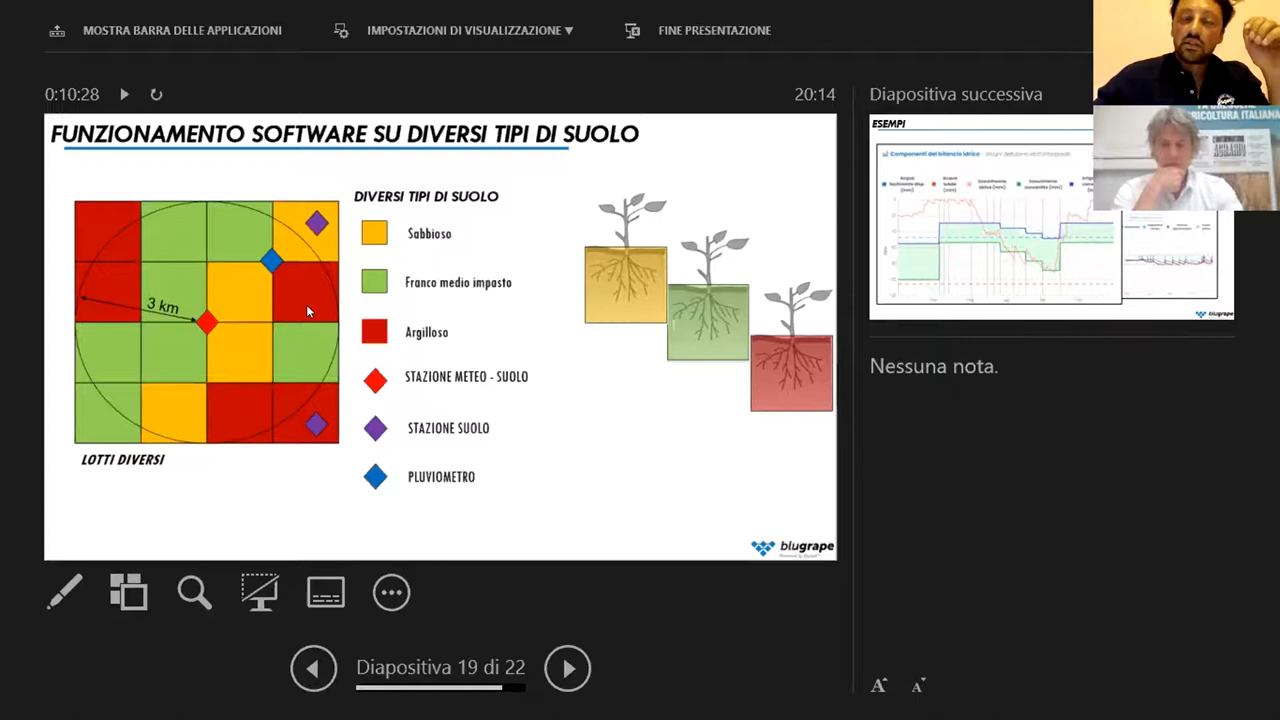 MOSTRA BARRA DELLE APPLICAZIONI
IMPOSTAZIONI DI VISUALIZZAZIONE ▼
FINE PRESENTAZIONE
0:10:28
20:14
Diapositiva successiva
FUNZIONAMENTO SOFTWARE SU DIVERSI TIPI DI SUOLO
DIVERSI TIPI DI SUOLO
Sabbioso
Franco medio impasto
Argilloso
STAZIONE METEO - SUOLO
STAZIONE SUOLO
PLUVIOMETRO
3 km
LOTTI DIVERSI
blugrape
ESEMPI
Componenti del bilancio idrico
blugrape
AGRARIO
Nessuna nota.
Diapositiva 19 di 22
A A